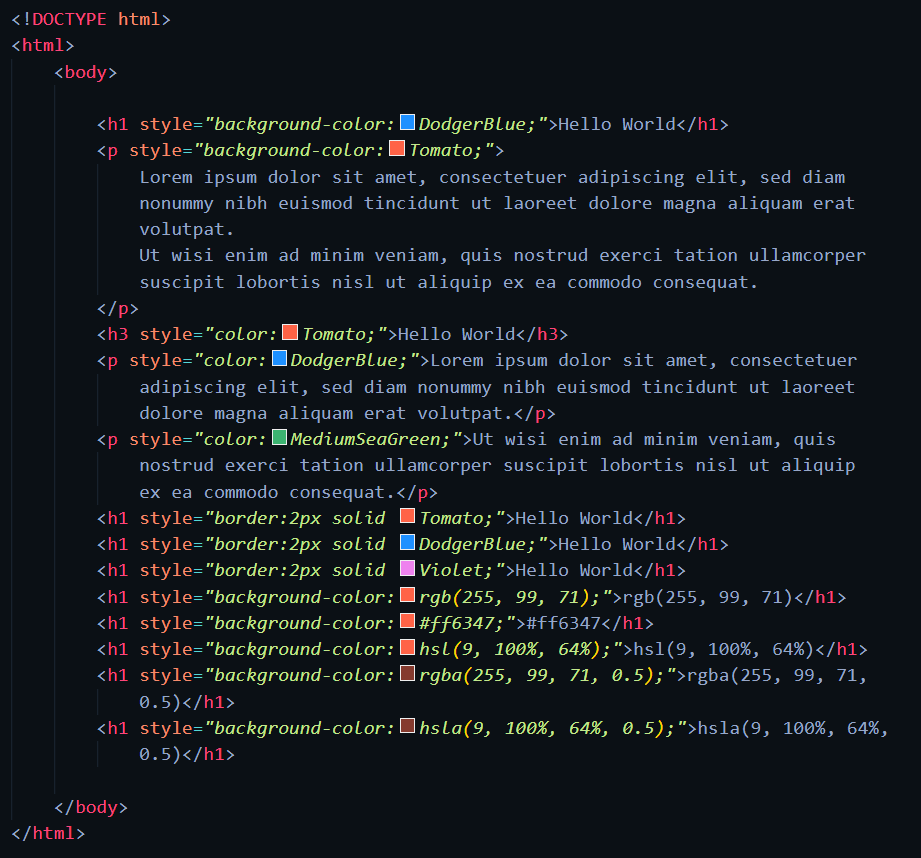 <!DOCTYPE html>
<html>
<body>
<h1 style="background-color:DodgerBlue;">Hello World</h1>
<p style="background-color:Tomato;">
Lorem ipsum dolor sit amet, consectetuer adipiscing elit, sed diam
nonummy nibh euismod tincidunt ut laoreet dolore magna aliquam erat
volutpat.
Ut wisi enim ad minim veniam, quis nostrud exerci tation ullamcorper
suscipit lobortis nisl ut aliquip ex ea commodo consequat.
</p>
<h3 style="color:Tomato;">Hello World</h3>
<p style="color:DodgerBlue;">Lorem ipsum dolor sit amet, consectetuer
adipiscing elit, sed diam nonummy nibh euismod tincidunt ut laoreet
dolore magna aliquam erat volutpat.</p>
<p style="color:MediumSeaGreen;">Ut wisi enim ad minim veniam, quis
nostrud exerci tation ullamcorper suscipit lobortis nisl ut aliquip
ex ea commodo consequat.</p>
<h1 style="border:2px solid Tomato;">Hello World</h1>
<h1 style="border:2px solid DodgerBlue;">Hello World</h1>
<h1 style="border:2px solid Violet;">Hello World</h1>
<h1 style="background-color:rgb(255, 99, 71);">rgb(255, 99, 71)</h1>
<h1 style="background-color:#ff6347;">#ff6347</h1>
<h1 style="background-color:hsl(9, 100%, 64%);">hsl(9, 100%, 64%)</h1>
<h1 style="background-color:rgba(255, 99, 71, 0.5);">rgba(255, 99, 71,
0.5)</h1>
<h1 style="background-color:hsla(9, 100%, 64%, 0.5);">hsla(9, 100%, 64%,
0.5)</h1>
</body>
</html>